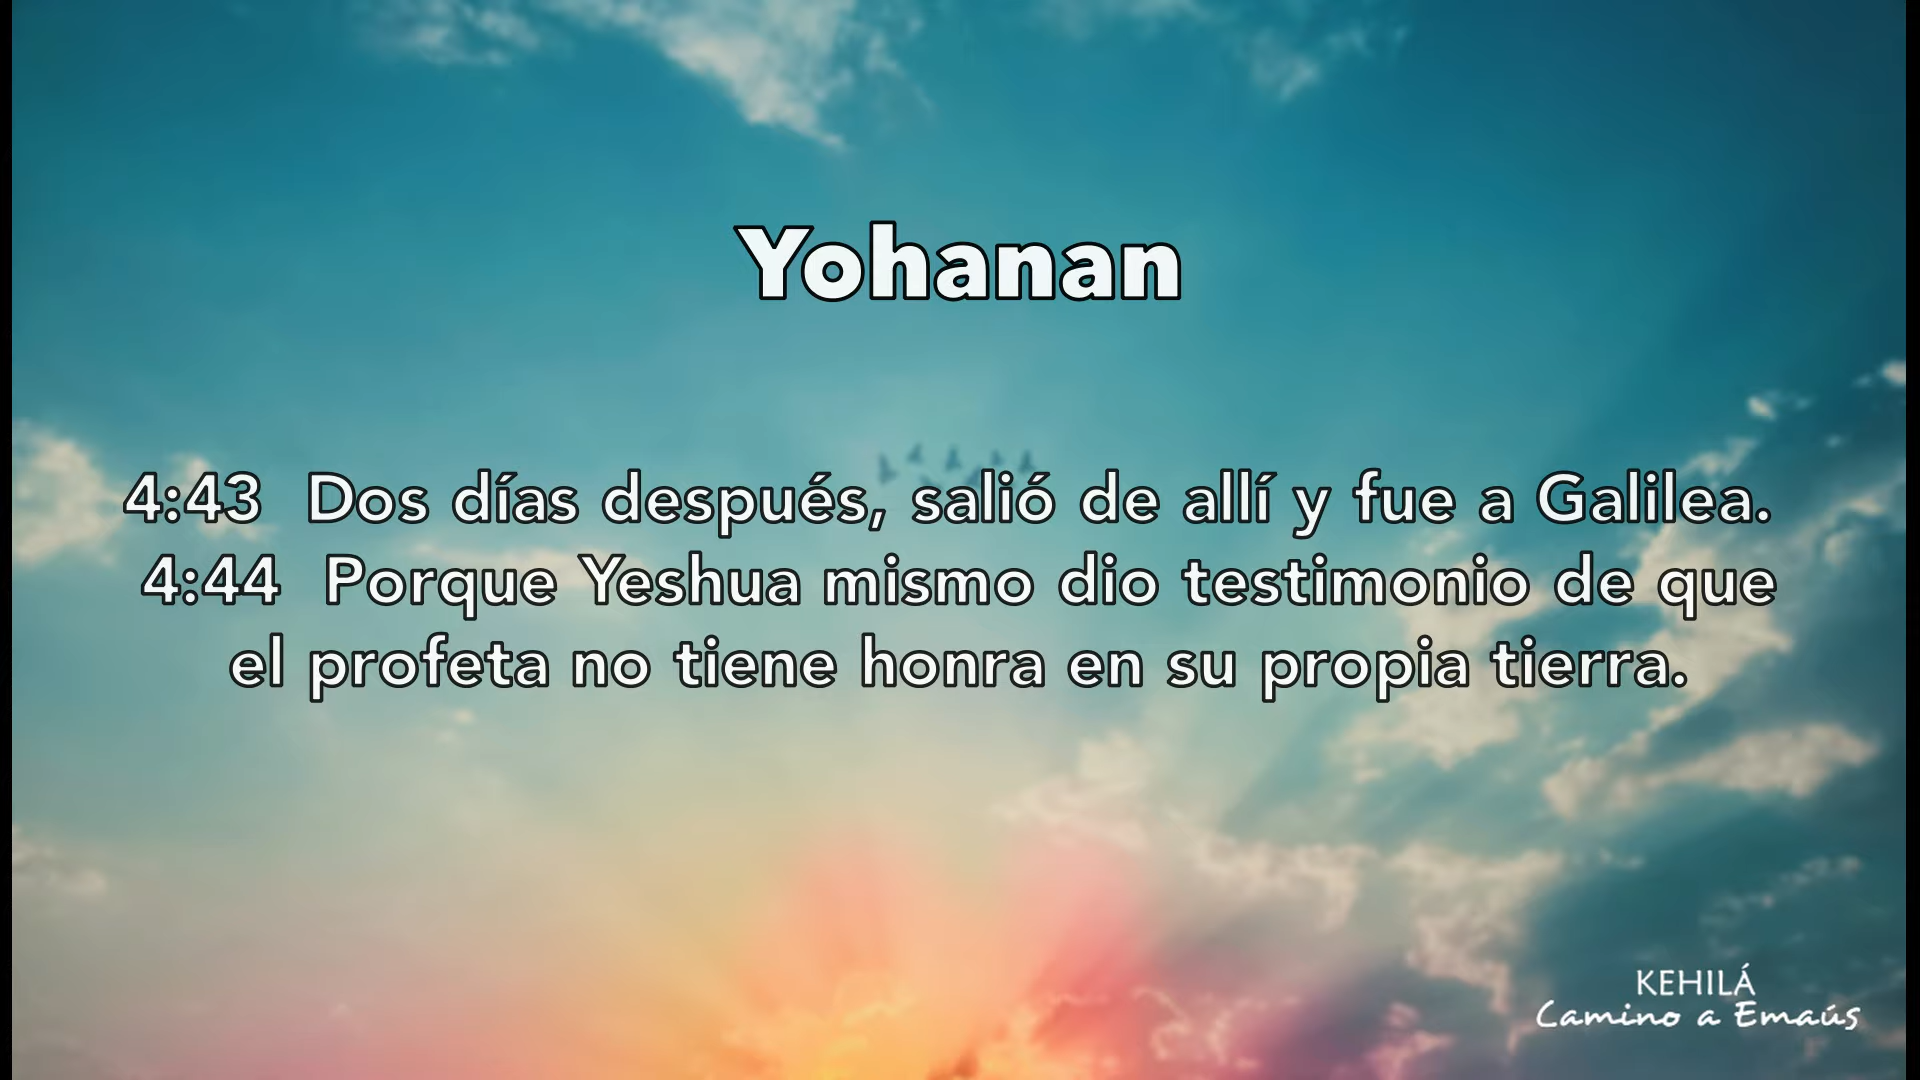 Yohanan
4:43 Dos días después, salió de allí y fue a Galilea.
4:44 Porque Yeshua mismo dio testimonio de que
el profeta no tiene honra en su propia tierra.
KEHILÁ
Camino a Emaús